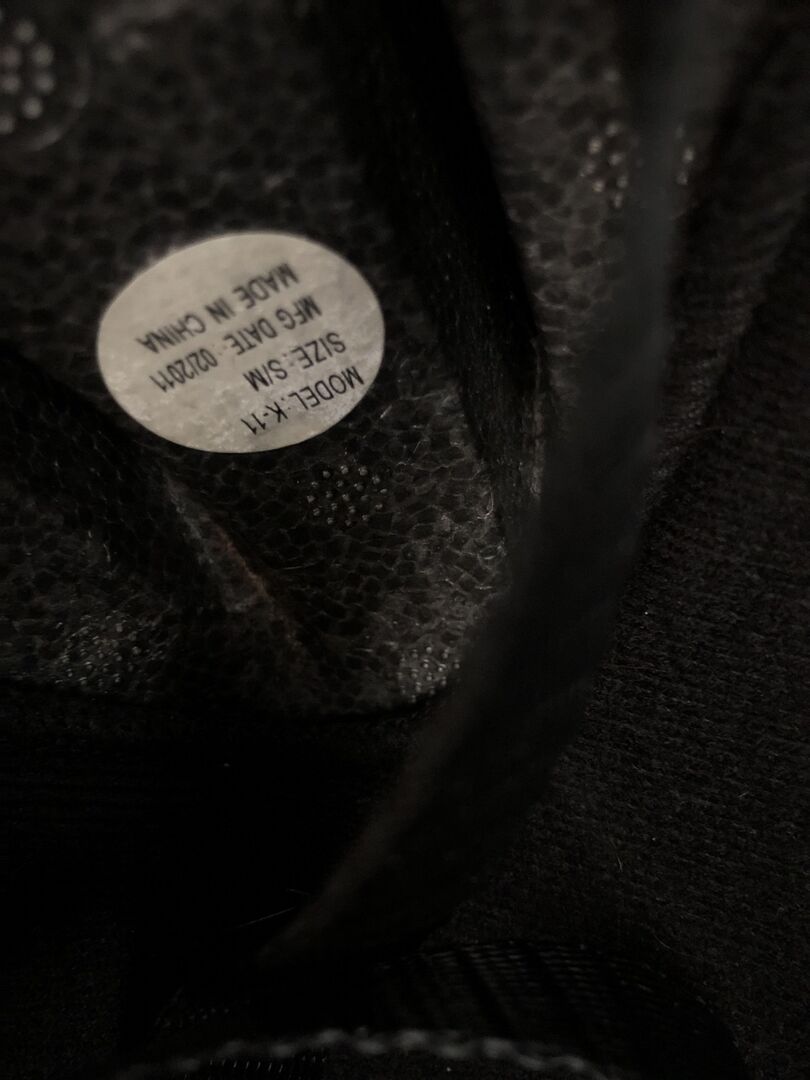 MODEL: K-11
SIZE: S/M
MFG DATE: 02/2011
MADE IN CHINA